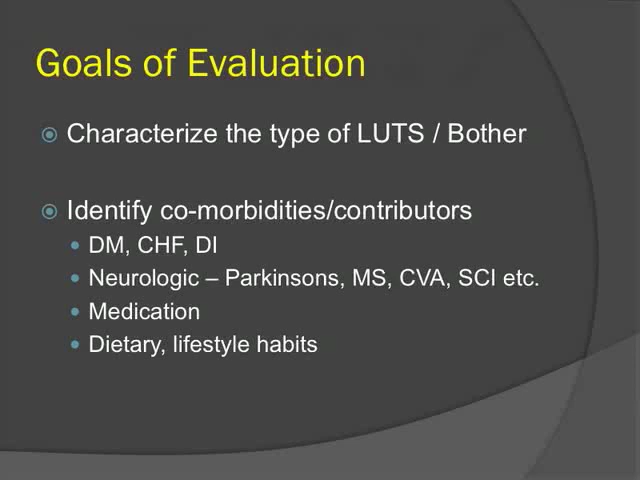 Goals of Evaluation
Characterize the type of LUTS / Bother
Identify co-morbidities/contributors
DM, CHF, DI
Neurologic – Parkinsons, MS, CVA, SCI etc.
Medication
Dietary, lifestyle habits